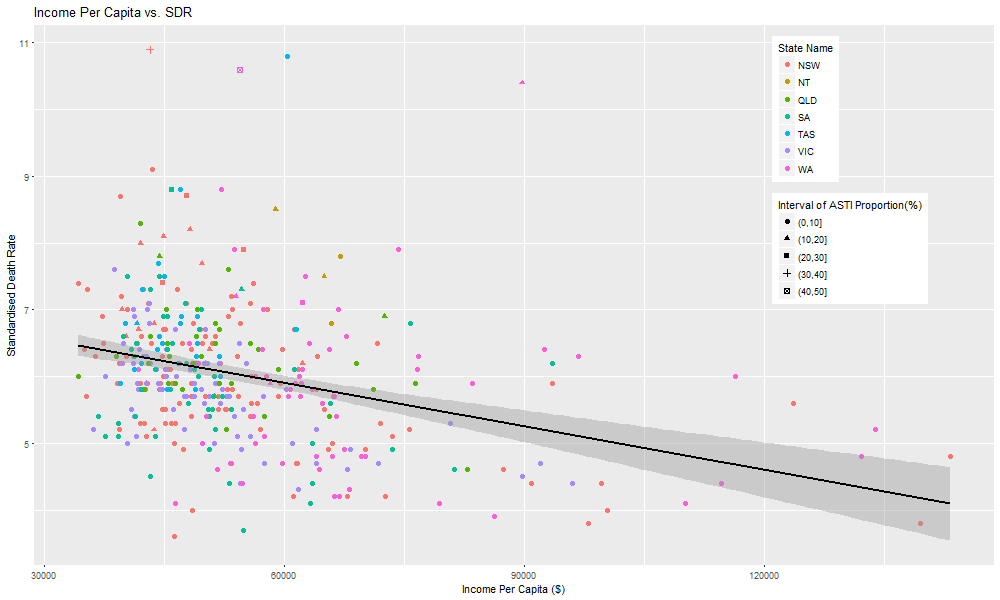 Income Per Capita vs. SDR
11
9
7
5
Standardised Death Rate
30000
60000
90000
120000
Income Per Capita ($)
State Name
NSW
NT
QLD
SA
TAS
VIC
WA
Interval of ASTI Proportion(%)
(0,10]
(10,20]
(20,30]
(30,40]
(40,50]